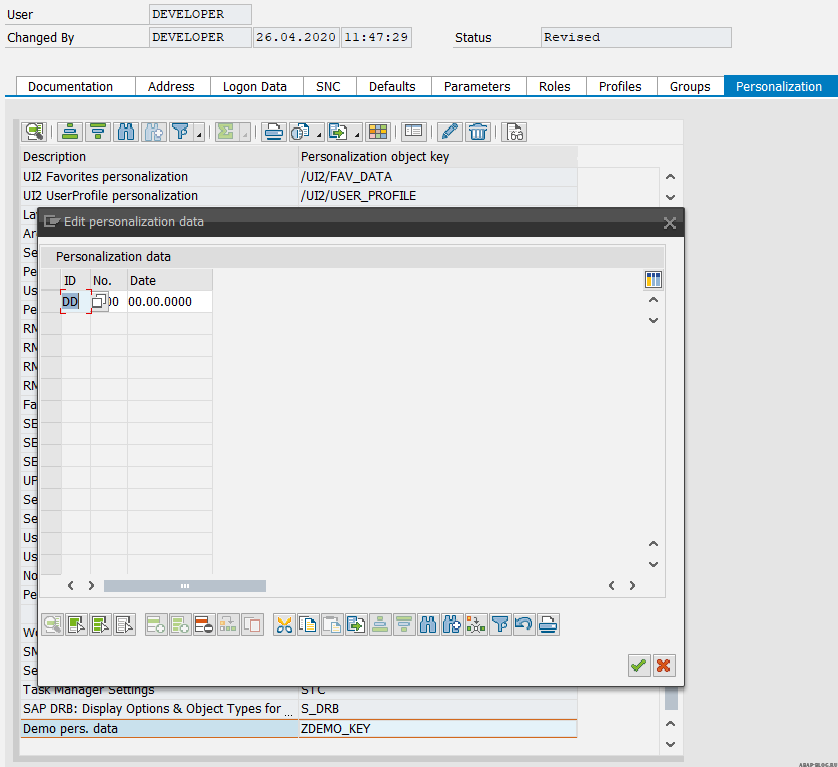 User DEVELOPER
Changed By DEVELOPER 26.04.2020 11:47:29 Status Revised
Documentation Address Logon Data SNC Defaults Parameters Roles Profiles Groups Personalization
Description Personalization object key
UI2 Favorites personalization /UI2/FAV_DATA
UI2 UserProfile personalization /UI2/USER_PROFILE
La
Edit personalization data
Ar
Se
Personalization data
Pe
ID No. Date
Us
DD 00 00.00.0000
Pe
RM
RM
RM
RM
Fa
SE
SE
SE
UP
Se
Se
Us
Us
No
Pe
We
SM
Se
Task Manager Settings STC
SAP DRB: Display Options & Object Types for ... S_DRB
Demo pers. data ZDEMO_KEY
ABAP-BLOG.RU